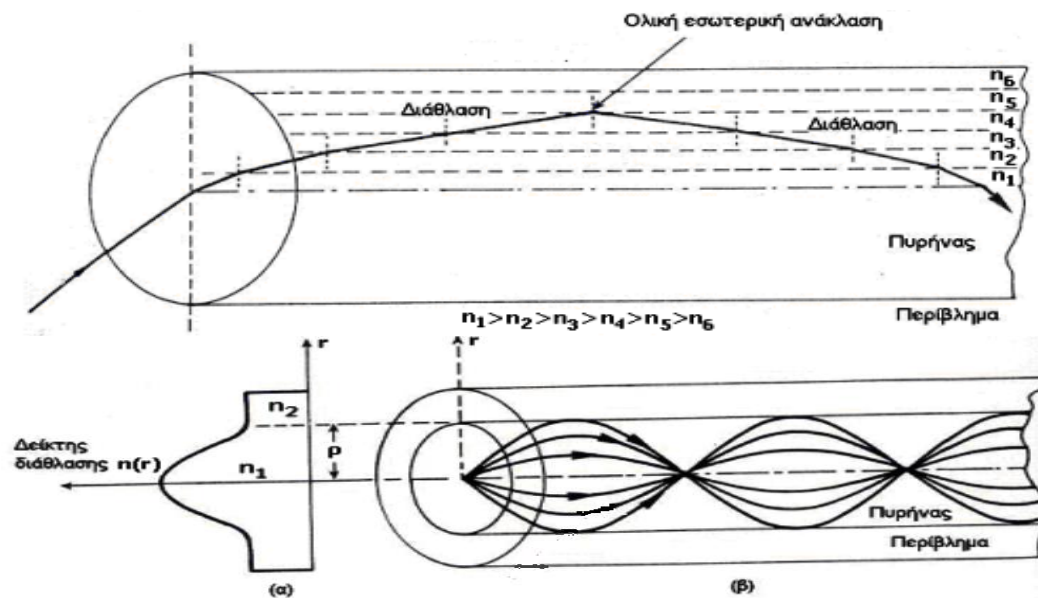 Ολική εσωτερική ανάκλαση
n6
n5
Διάθλαση
n4
Διάθλαση
n3
n2
n1
Πυρήνας
Περίβλημα
n1>n2>n3>n4>n5>n6
r
r
n2
ρ
Δείκτης
διάθλασης n(r)
n1
Πυρήνας
Περίβλημα
(α)
(β)